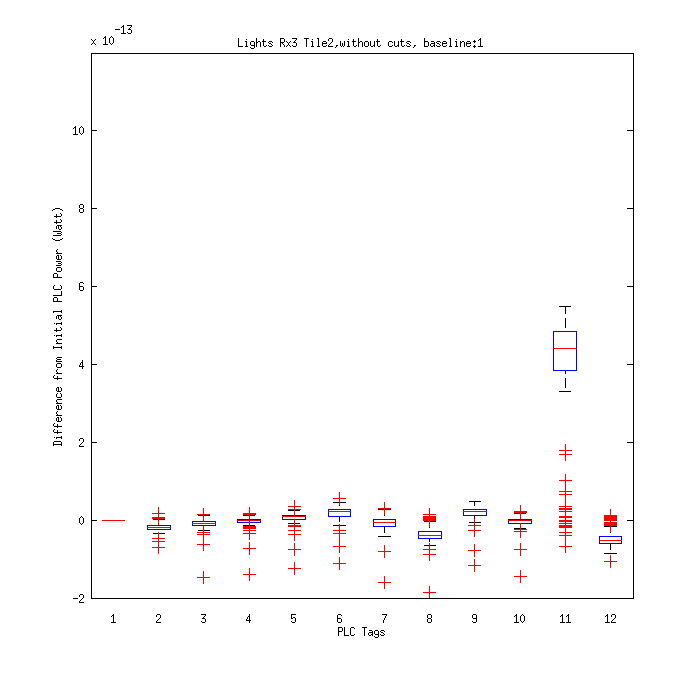 x 10^-13
Lights Rx3 Tile2,without cuts, baseline:1
Difference from Initial PLC Power (Watt)
10
8
6
4
2
0
-2
1 2 3 4 5 6 7 8 9 10 11 12
PLC Tags